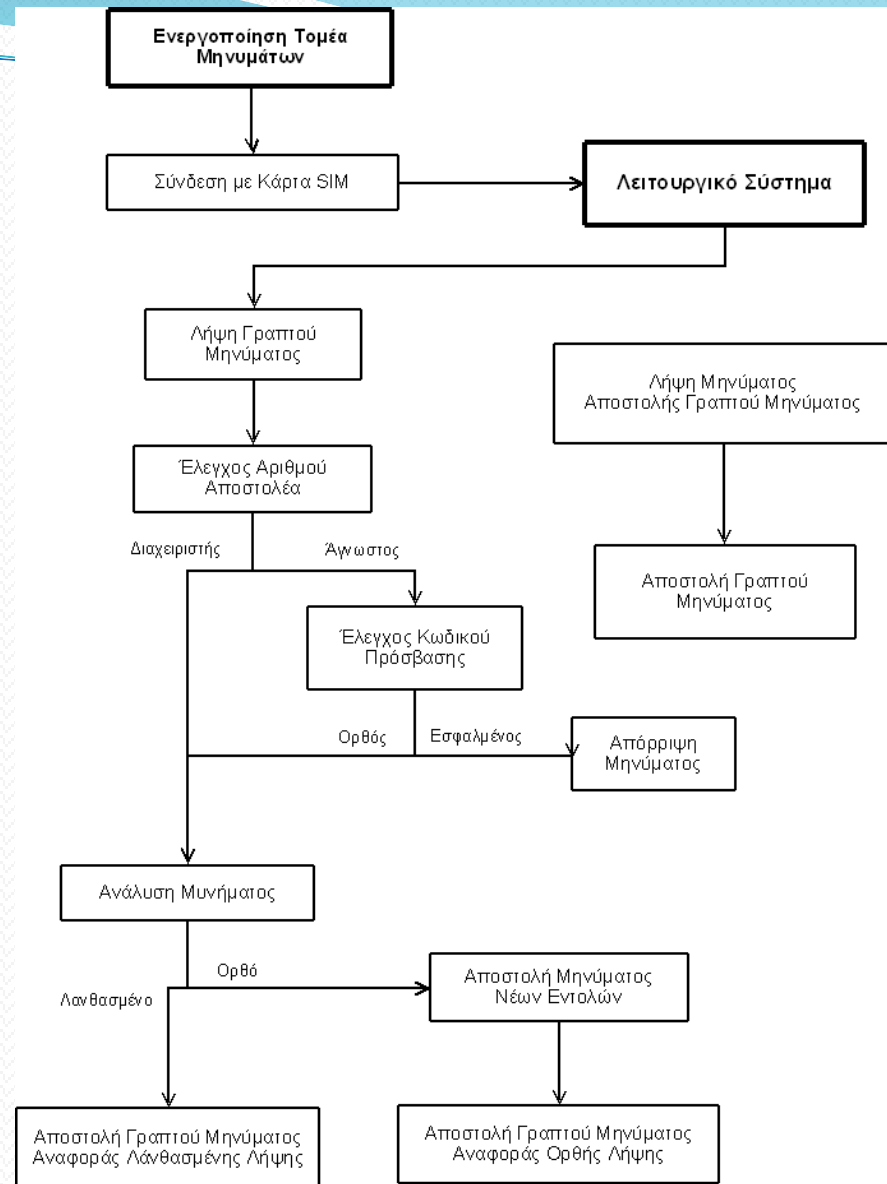 Ενεργοποίηση Τομέα
Μηνυμάτων
Σύνδεση με Κάρτα SIM
Λειτουργικό Σύστημα
Λήψη Γραπτού
Μηνύματος
Λήψη Μηνύματος
Αποστολής Γραπτού Μηνύματος
Έλεγχος Αριθμού
Αποστολέα
Διαχειριστής
Άγνωστος
Αποστολή Γραπτού
Μηνύματος
Έλεγχος Κωδικού
Πρόσβασης
Ορθός
Εσφαλμένος
Απόρριψη
Μηνύματος
Ανάλυση Μυνήματος
Ορθό
Λανθασμένο
Αποστολή Μηνύματος
Νέων Εντολών
Αποστολή Γραπτού Μηνύματος
Αναφοράς Λάνθασμένης Λήψης
Αποστολή Γραπτού Μηνύματος
Αναφοράς Ορθής Λήψης